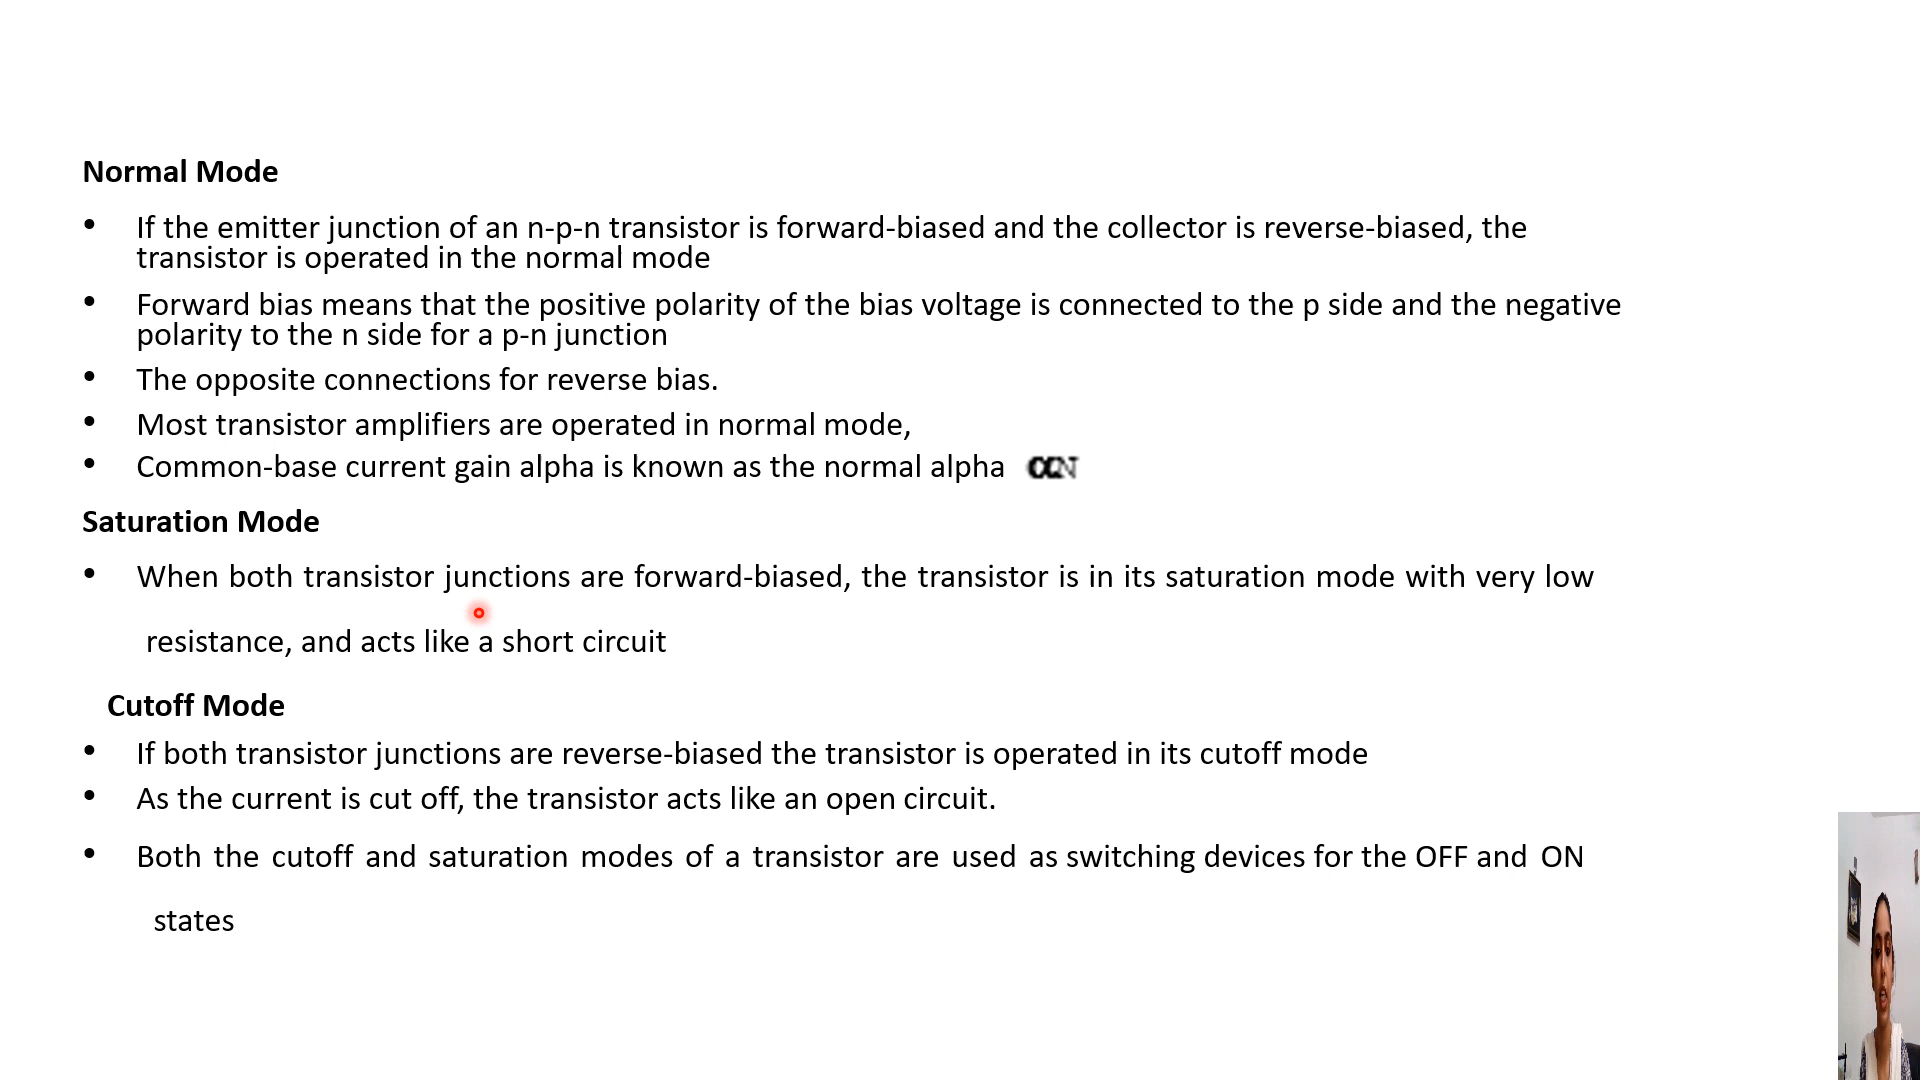 Normal Mode
• If the emitter junction of an n-p-n transistor is forward-biased and the collector is reverse-biased, the
transistor is operated in the normal mode
• Forward bias means that the positive polarity of the bias voltage is connected to the p side and the negative
polarity to the n side for a p-n junction
• The opposite connections for reverse bias.
• Most transistor amplifiers are operated in normal mode,
• Common-base current gain alpha is known as the normal alpha αN
Saturation Mode
• When both transistor junctions are forward-biased, the transistor is in its saturation mode with very low
resistance, and acts like a short circuit
Cutoff Mode
• If both transistor junctions are reverse-biased the transistor is operated in its cutoff mode
• As the current is cut off, the transistor acts like an open circuit.
• Both the cutoff and saturation modes of a transistor are used as switching devices for the OFF and ON
states